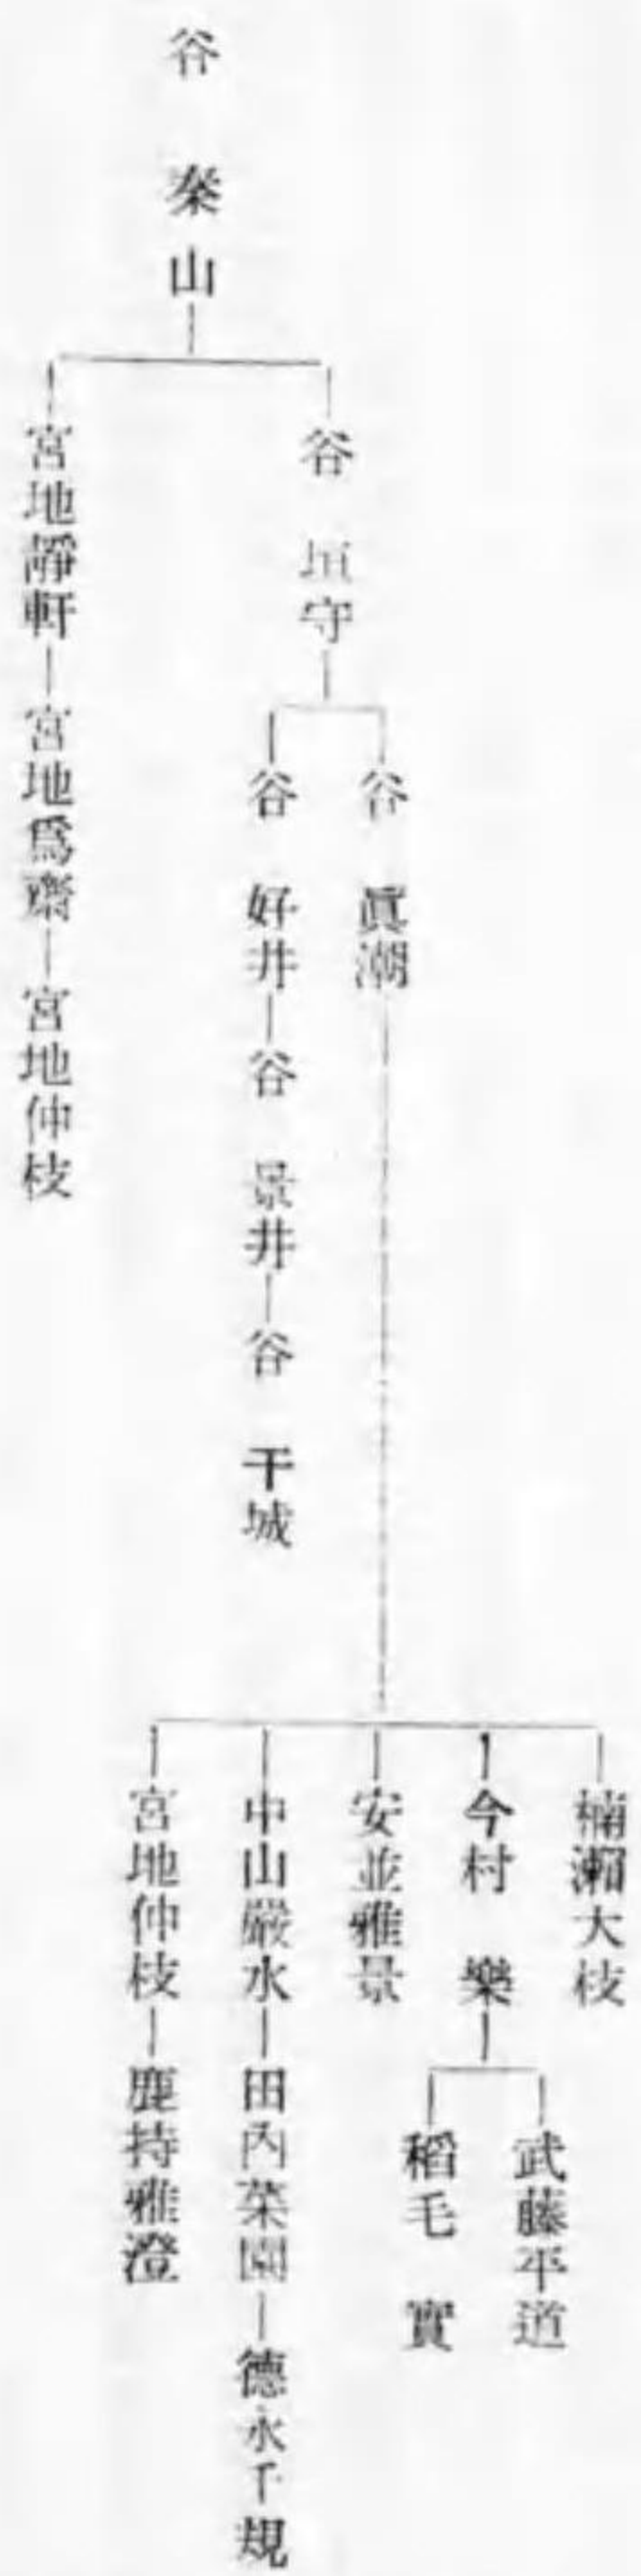 谷　秦山
谷　垣守
谷　眞潮
楠瀨大枝
今村　樂
武藤平道
稻毛　實
安並雅景
中山嚴水―田內菜園―德永千規
宮地仲枝―鹿持雅澄
谷　好井―谷　景井―谷　干城
宮地靜軒―宮地爲齋―宮地仲枝